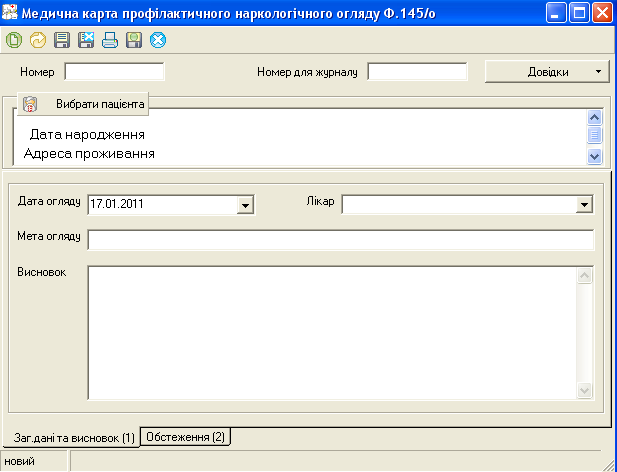 Медична карта профілактичного наркологічного огляду Ф.145/о
Номер Номер для журналу Довідки
Вибрати пацієнта
Дата народження
Адреса проживання
Дата огляду 17.01.2011 Лікар
Мета огляду
Висновок
Заг.дані та висновок (1) Обстеження (2)
новий